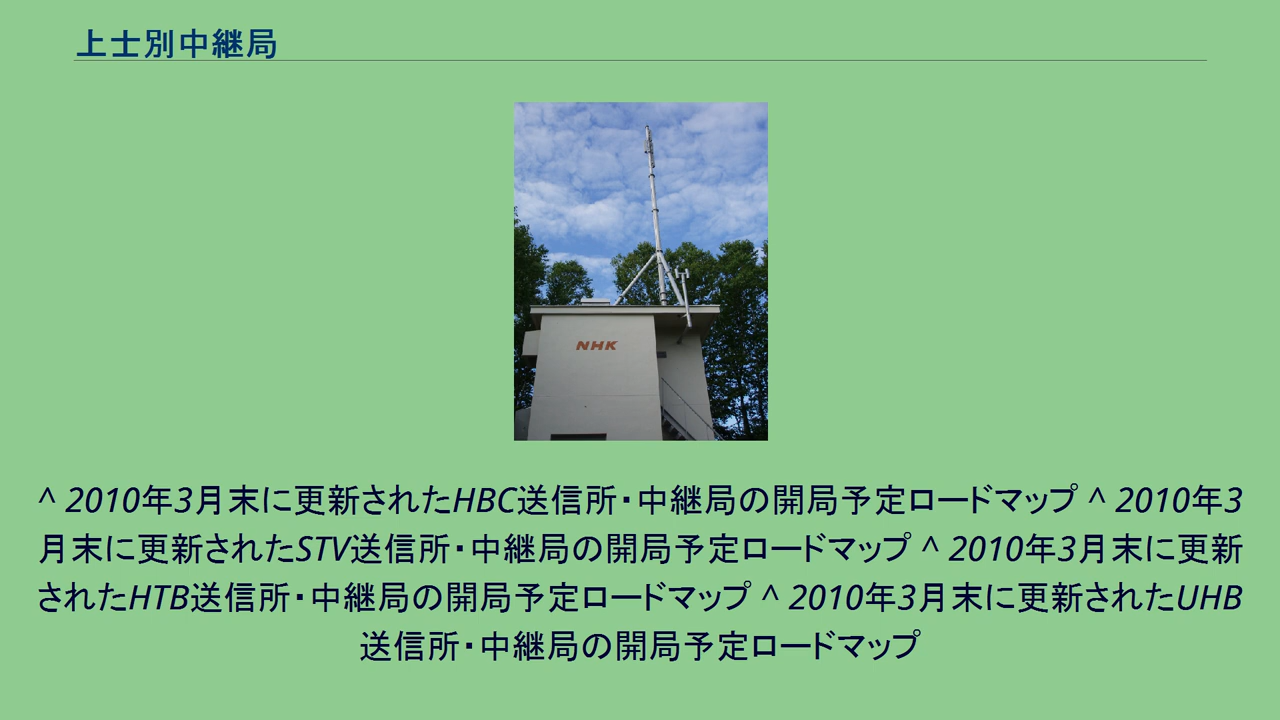 上士別中継局
NHK
^ 2010年3月末に更新されたHBC送信所・中継局の開局予定ロードマップ ^ 2010年3
月末に更新されたSTV送信所・中継局の開局予定ロードマップ ^ 2010年3月末に更新
されたHTB送信所・中継局の開局予定ロードマップ ^ 2010年3月末に更新されたUHB
送信所・中継局の開局予定ロードマップ